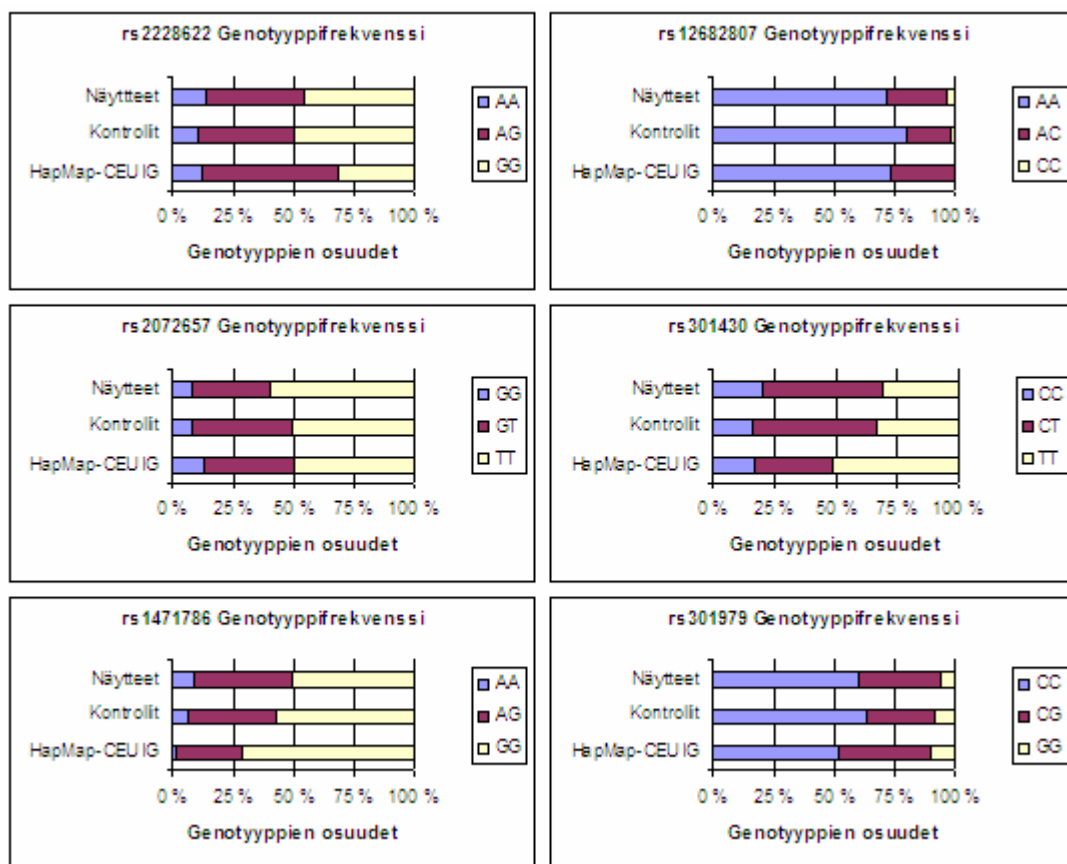 rs2228622 Genotyyppifrekvenssi
Näyttteet
Kontrollit
HapMap-CEU IG
0 % 25 % 50 % 75 % 100 %
Genotyyppien osuudet
AA
AG
GG
rs12682807 Genotyyppifrekvenssi
Näytteet
Kontrollit
HapMap-CEU IG
0 % 25 % 50 % 75 % 100 %
Genotyyppien osuudet
AA
AC
CC
rs2072657 Genotyyppifrekvenssi
Näytteet
Kontrollit
HapMap-CEU IG
0 % 25 % 50 % 75 % 100 %
Genotyyppien osuudet
GG
GT
TT
rs301430 Genotyyppifrekvenssi
Näytteet
Kontrollit
HapMap-CEU IG
0 % 25 % 50 % 75 % 100 %
Genotyyppien osuudet
CC
CT
TT
rs1471786 Genotyyppifrekvenssi
Näytteet
Kontrollit
HapMap-CEU IG
0 % 25 % 50 % 75 % 100 %
Genotyyppien osuudet
AA
AG
GG
rs301979 Genotyyppifrekvenssi
Näytteet
Kontrollit
HapMap-CEU IG
0 % 25 % 50 % 75 % 100 %
Genotyyppien osuudet
CC
CG
GG